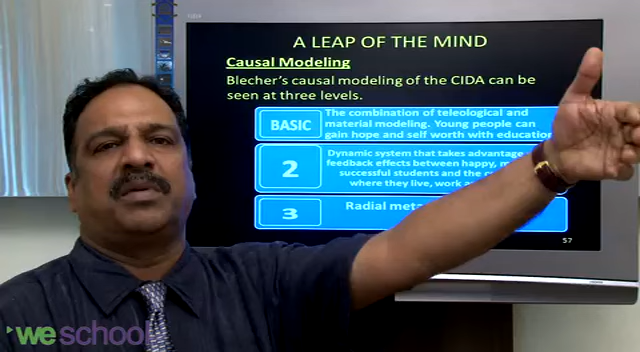 A LEAP OF THE MIND
Causal Modeling
Blecher's causal modeling of the CIDA can be
seen at three levels.
BASIC
The combination of teleological and
material modeling. Young people can
gain hope and self worth with education
2
Dynamic system that takes advantage
feedback effects between happy,
successful students and the
where they live, work
3
Radial
57
weschool